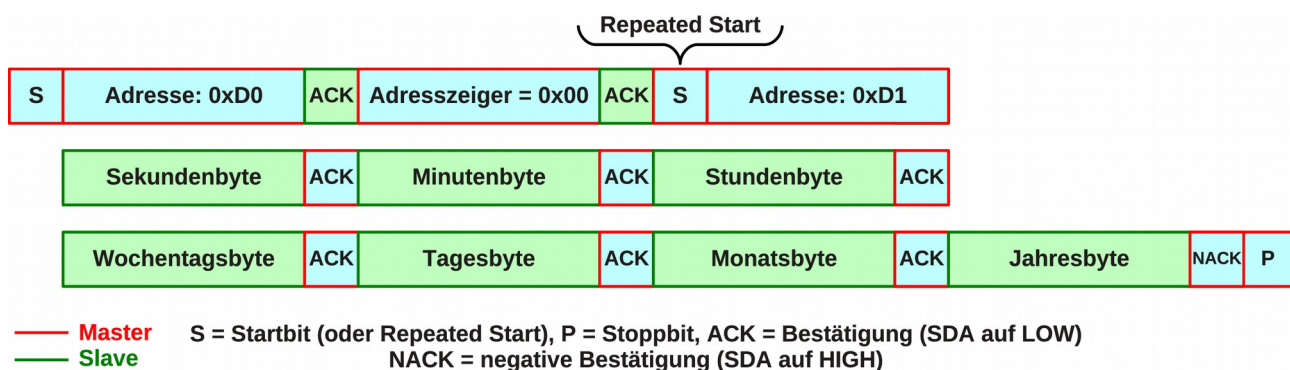 Repeated Start
S Adresse: 0xD0 ACK Adresszeiger = 0x00 ACK S Adresse: 0xD1
Sekundenbyte ACK Minutenbyte ACK Stundenbyte ACK
Wochentagsbyte ACK Tagesbyte ACK Monatsbyte ACK Jahresbyte NACK P
Master S = Startbit (oder Repeated Start), P = Stoppbit, ACK = Bestätigung (SDA auf LOW)
Slave NACK = negative Bestätigung (SDA auf HIGH)